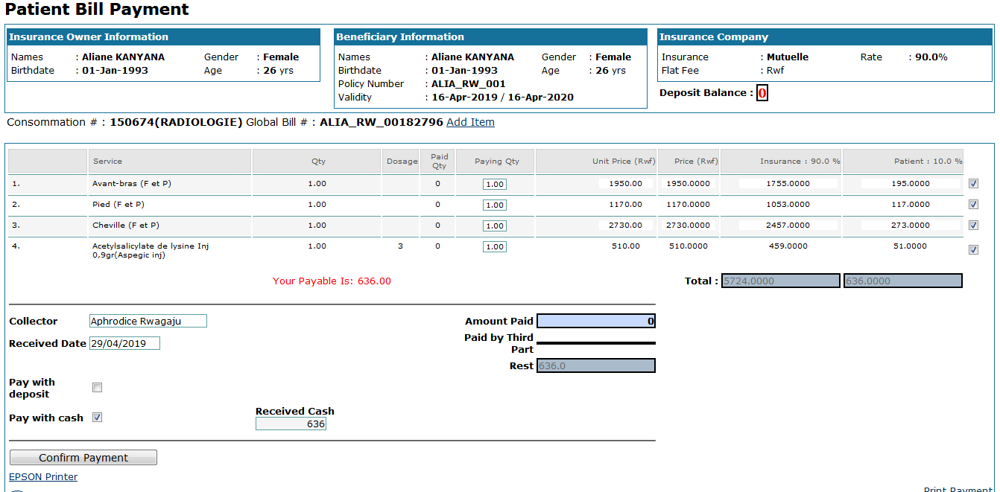 Patient Bill Payment
Insurance Owner Information
Names : Aliane KANYANA Gender : Female
Birthdate : 01-Jan-1993 Age : 26 yrs
Beneficiary Information
Names : Aliane KANYANA Gender : Female
Birthdate : 01-Jan-1993 Age : 26 yrs
Policy Number : ALIA_RW_001
Validity : 16-Apr-2019 / 16-Apr-2020
Insurance Company
Insurance : Mutuelle Rate : 90.0%
Flat Fee : Rwf
Deposit Balance : 0
Consommation # : 150674(RADIOLOGIE) Global Bill # : ALIA_RW_00182796 Add Item
Service Qty Dosage Paid Qty Paying Qty Unit Price (Rwf) Price (Rwf) Insurance : 90.0 % Patient : 10.0 %
1. Avant-bras (F et P) 1.00 0 1.00 1950.00 1950.0000 1755.0000 195.0000
2. Pied (F et P) 1.00 0 1.00 1170.00 1170.0000 1053.0000 117.0000
3. Cheville (F et P) 1.00 0 1.00 2730.00 2730.0000 2457.0000 273.0000
4. Acetylsalicylate de lysine Inj 1.00 3 0 1.00 510.00 510.0000 459.0000 51.0000
0,9gr(Aspegic inj)
Your Payable Is: 636.00 Total : 5724.0000 636.0000
Collector Aphrodice Rwagaju Amount Paid 0
Received Date 29/04/2019 Paid by Third
Part
Rest 636.0
Pay with
deposit
Pay with cash Received Cash
636
Confirm Payment
EPSON Printer
Print Payment